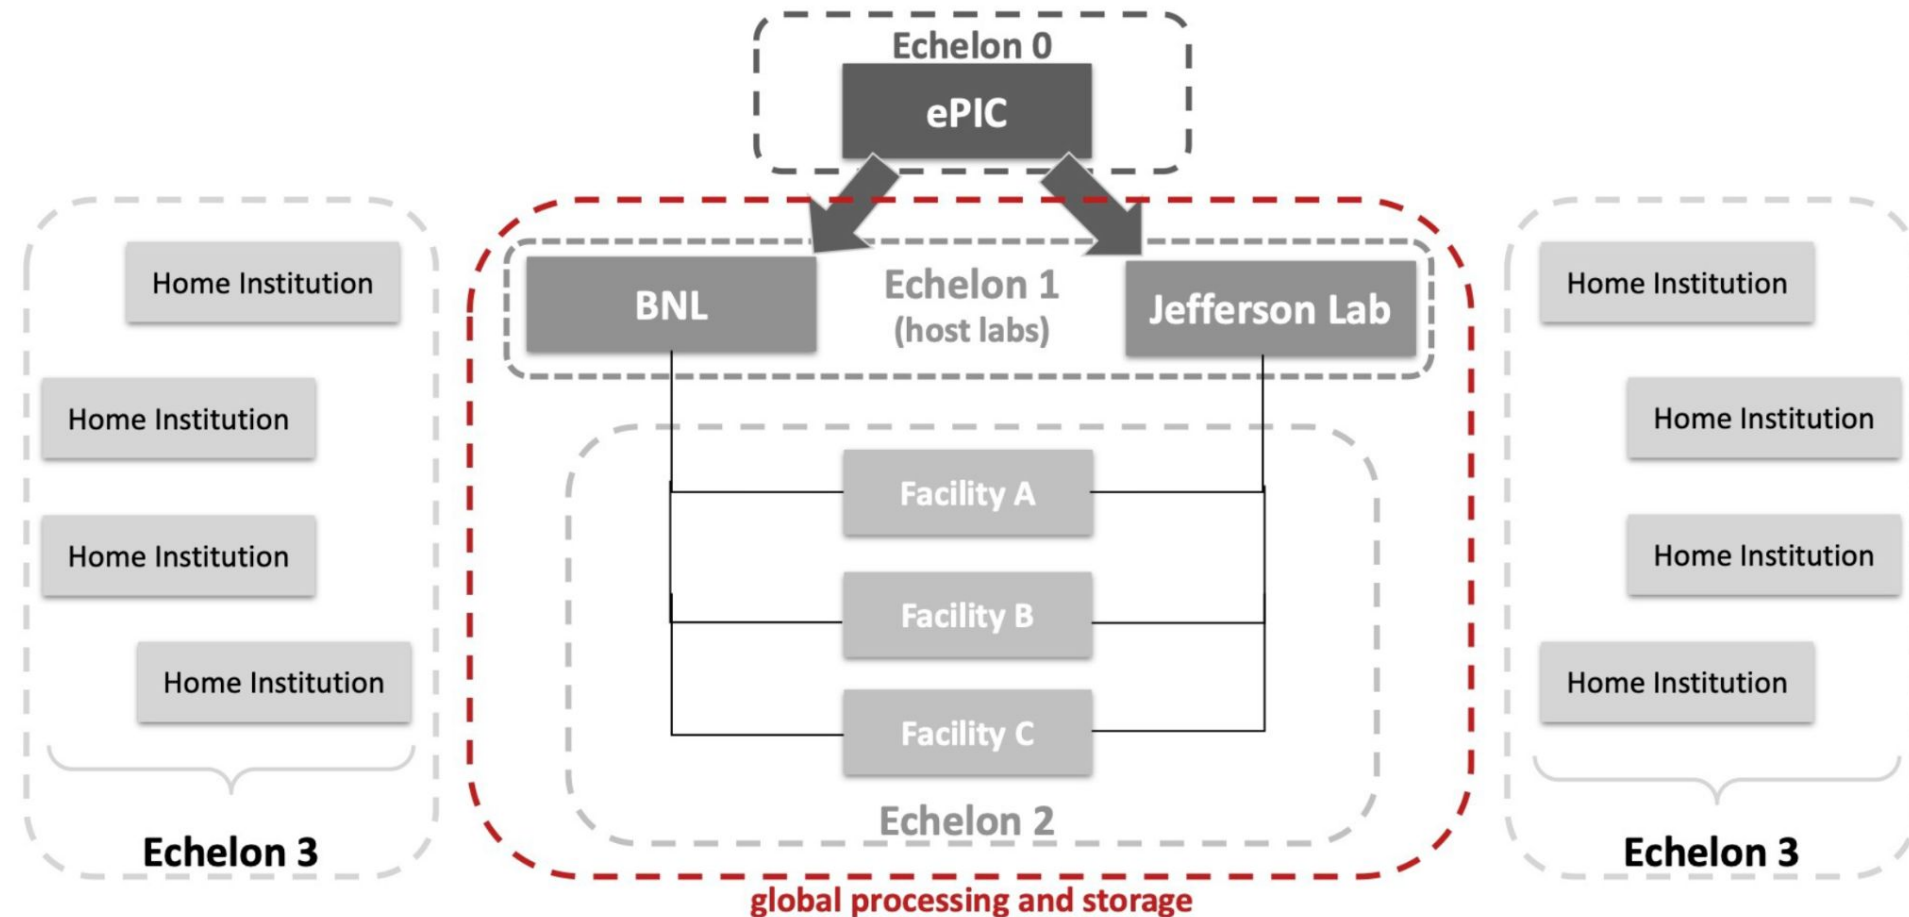 Echelon 0
ePIC
BNL
Echelon 1
(host labs)
Jefferson Lab
Home Institution
Home Institution
Home Institution
Home Institution
Echelon 3
Facility A
Facility B
Facility C
Echelon 2
global processing and storage
Home Institution
Home Institution
Home Institution
Home Institution
Echelon 3